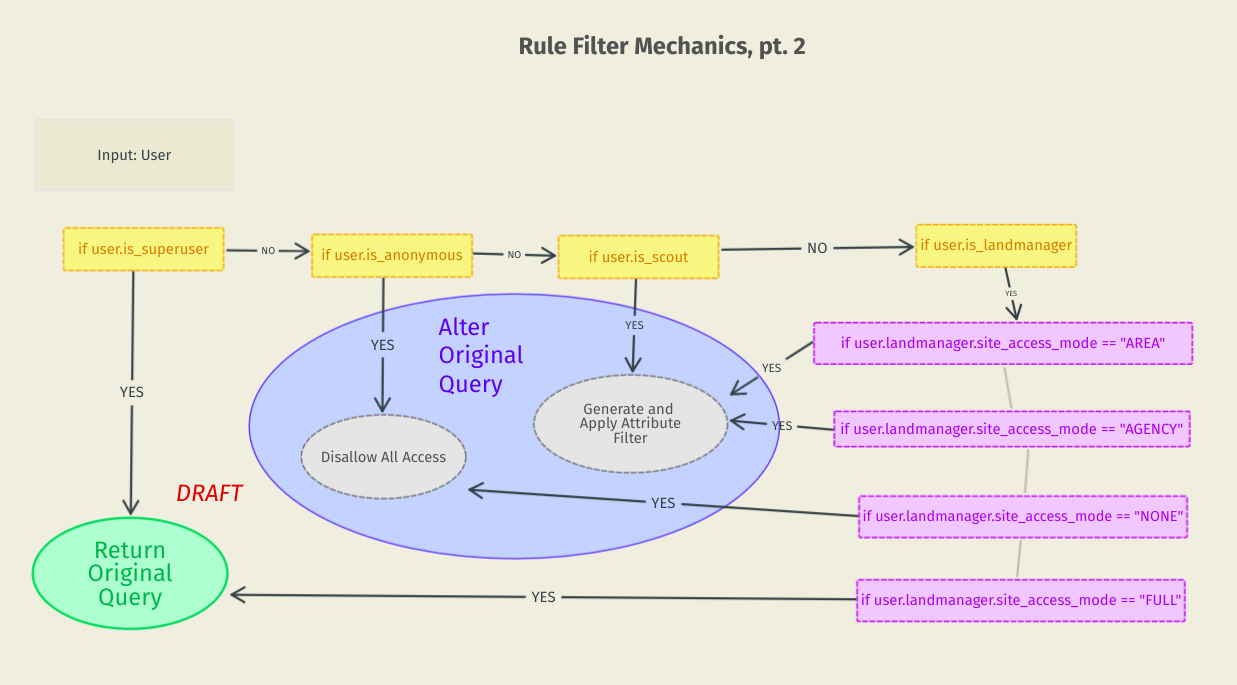 Rule Filter Mechanics, pt. 2
Input: User
if user.is_superuser
NO
if user.is_anonymous
NO
if user.is_scout
NO
if user.is_landmanager
YES
YES
YES
YES
Alter
Original
Query
if user.landmanager.site_access_mode == "AREA"
YES
Generate and
Apply Attribute
Filter
if user.landmanager.site_access_mode == "AGENCY"
YES
Disallow All Access
DRAFT
if user.landmanager.site_access_mode == "NONE"
YES
Return
Original
Query
if user.landmanager.site_access_mode == "FULL"
YES